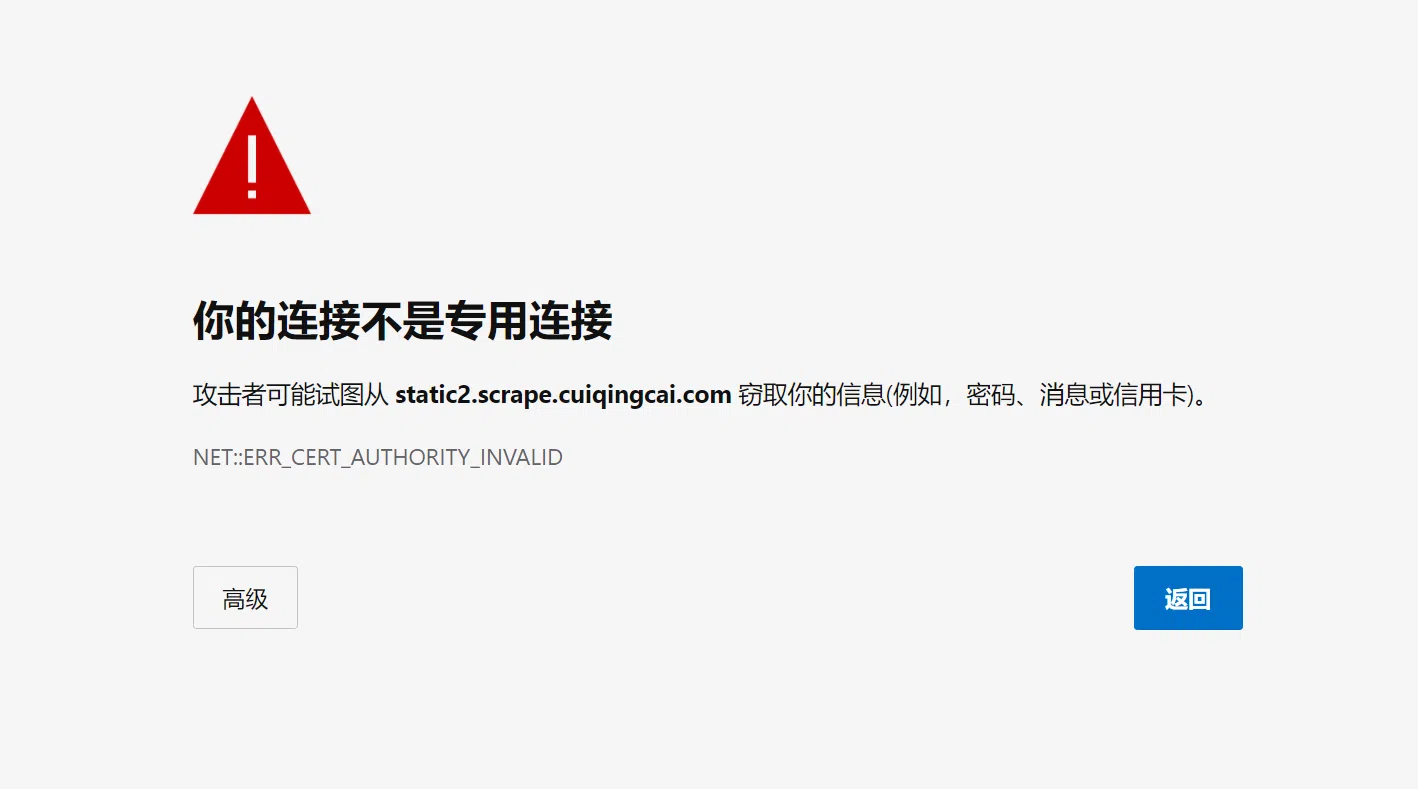 你的连接不是专用连接
攻击者可能试图从 static2.scrape.cuiqingcai.com 窃取你的信息(例如，密码、消息或信用卡)。
NET::ERR_CERT_AUTHORITY_INVALID
高级
返回